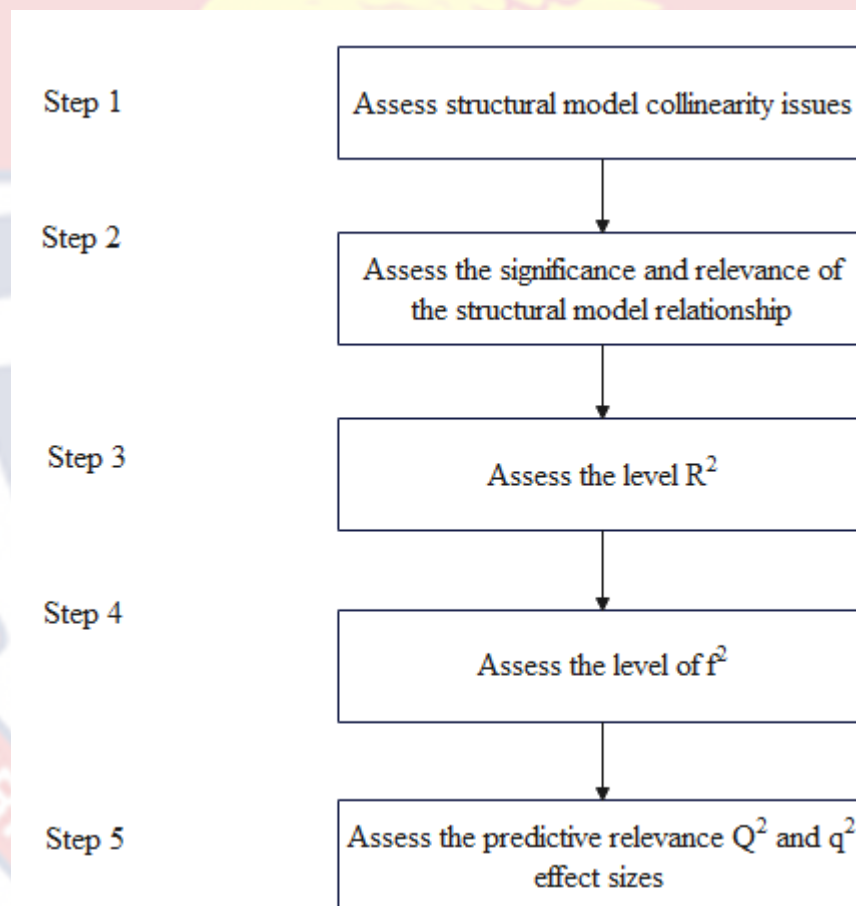 Step 1
Assess structural model collinearity issues
Step 2
Assess the significance and relevance of
the structural model relationship
Step 3
Assess the level R²
Step 4
Assess the level of f²
Step 5
Assess the predictive relevance Q² and q²
effect sizes